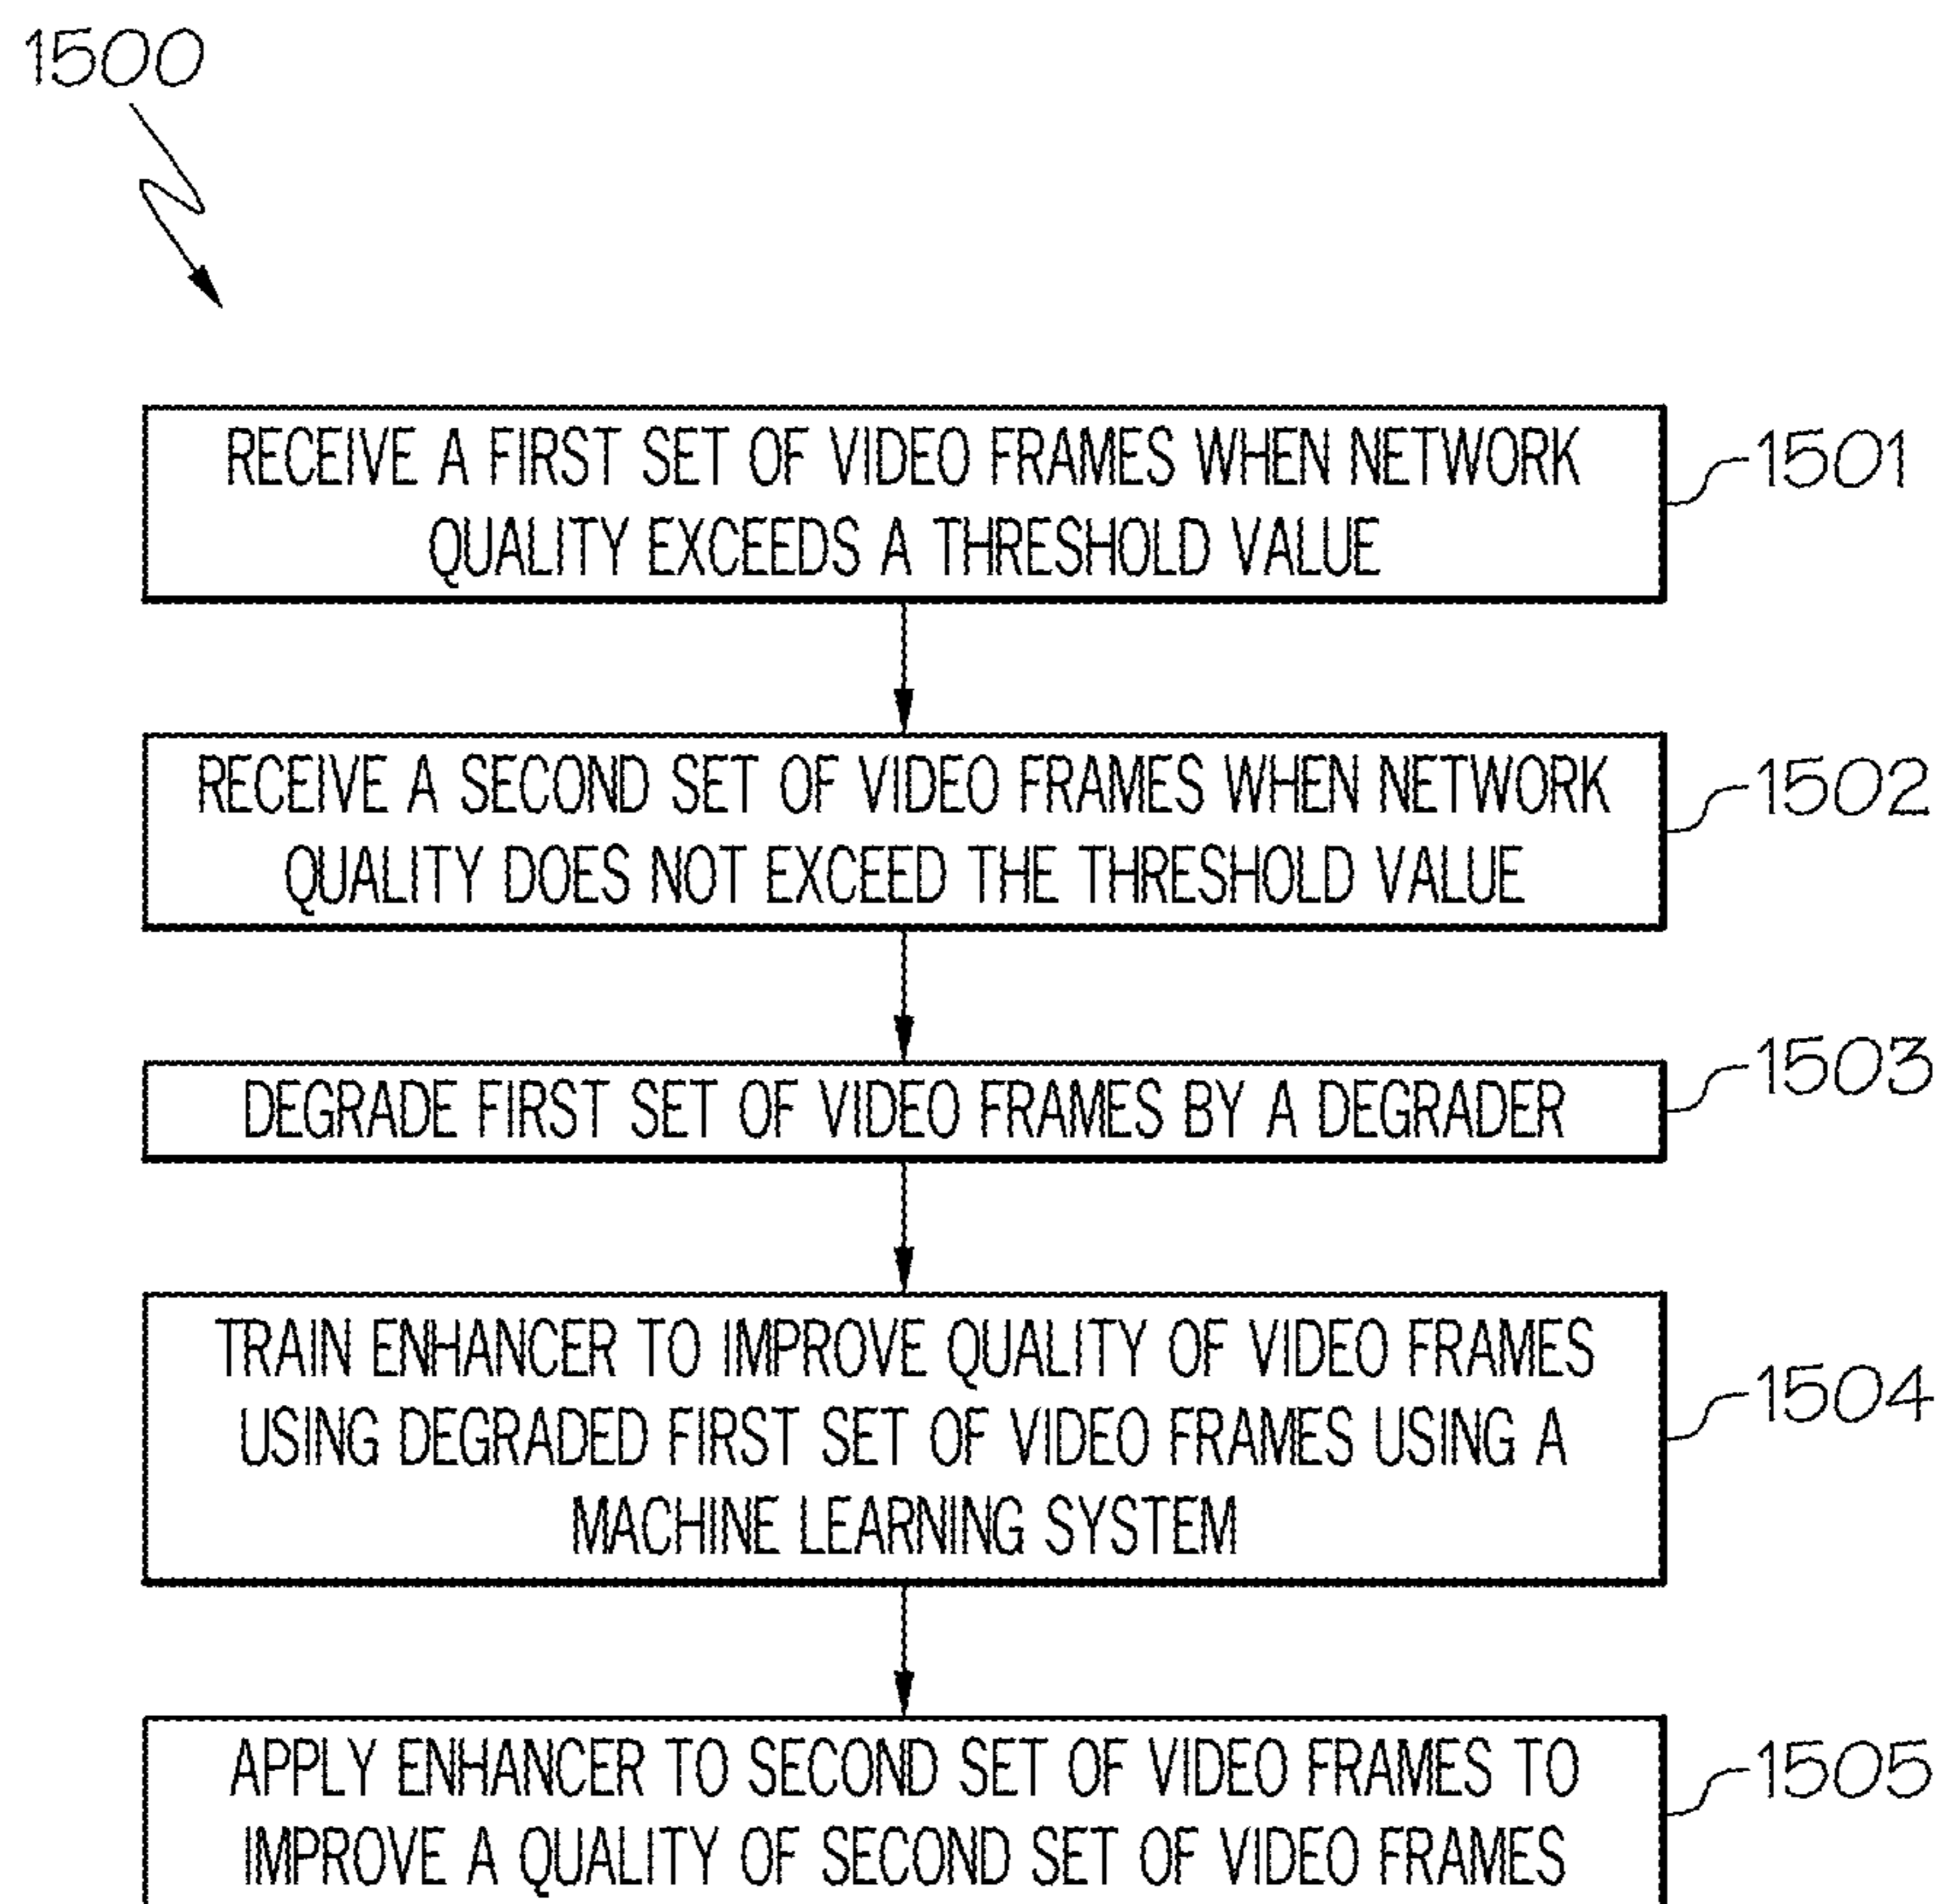 1500
RECEIVE A FIRST SET OF VIDEO FRAMES WHEN NETWORK
QUALITY EXCEEDS A THRESHOLD VALUE
1501
RECEIVE A SECOND SET OF VIDEO FRAMES WHEN NETWORK
QUALITY DOES NOT EXCEED THE THRESHOLD VALUE
1502
DEGRADE FIRST SET OF VIDEO FRAMES BY A DEGRADER
1503
TRAIN ENHANCER TO IMPROVE QUALITY OF VIDEO FRAMES
USING DEGRADED FIRST SET OF VIDEO FRAMES USING A
MACHINE LEARNING SYSTEM
1504
APPLY ENHANCER TO SECOND SET OF VIDEO FRAMES TO
IMPROVE A QUALITY OF SECOND SET OF VIDEO FRAMES
1505